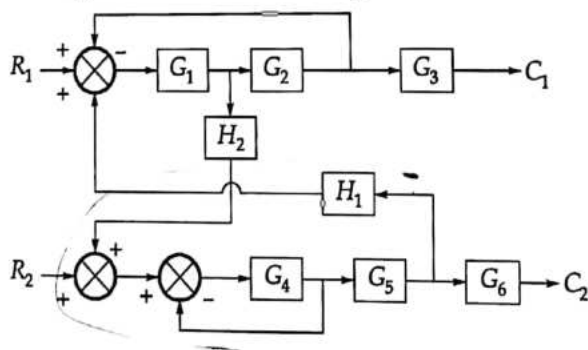 + -
R₁ + G₁ G₂ G₃ C₁
+
H₂
H₁
+
R₂ + + - G₄ G₅ G₆ C₂